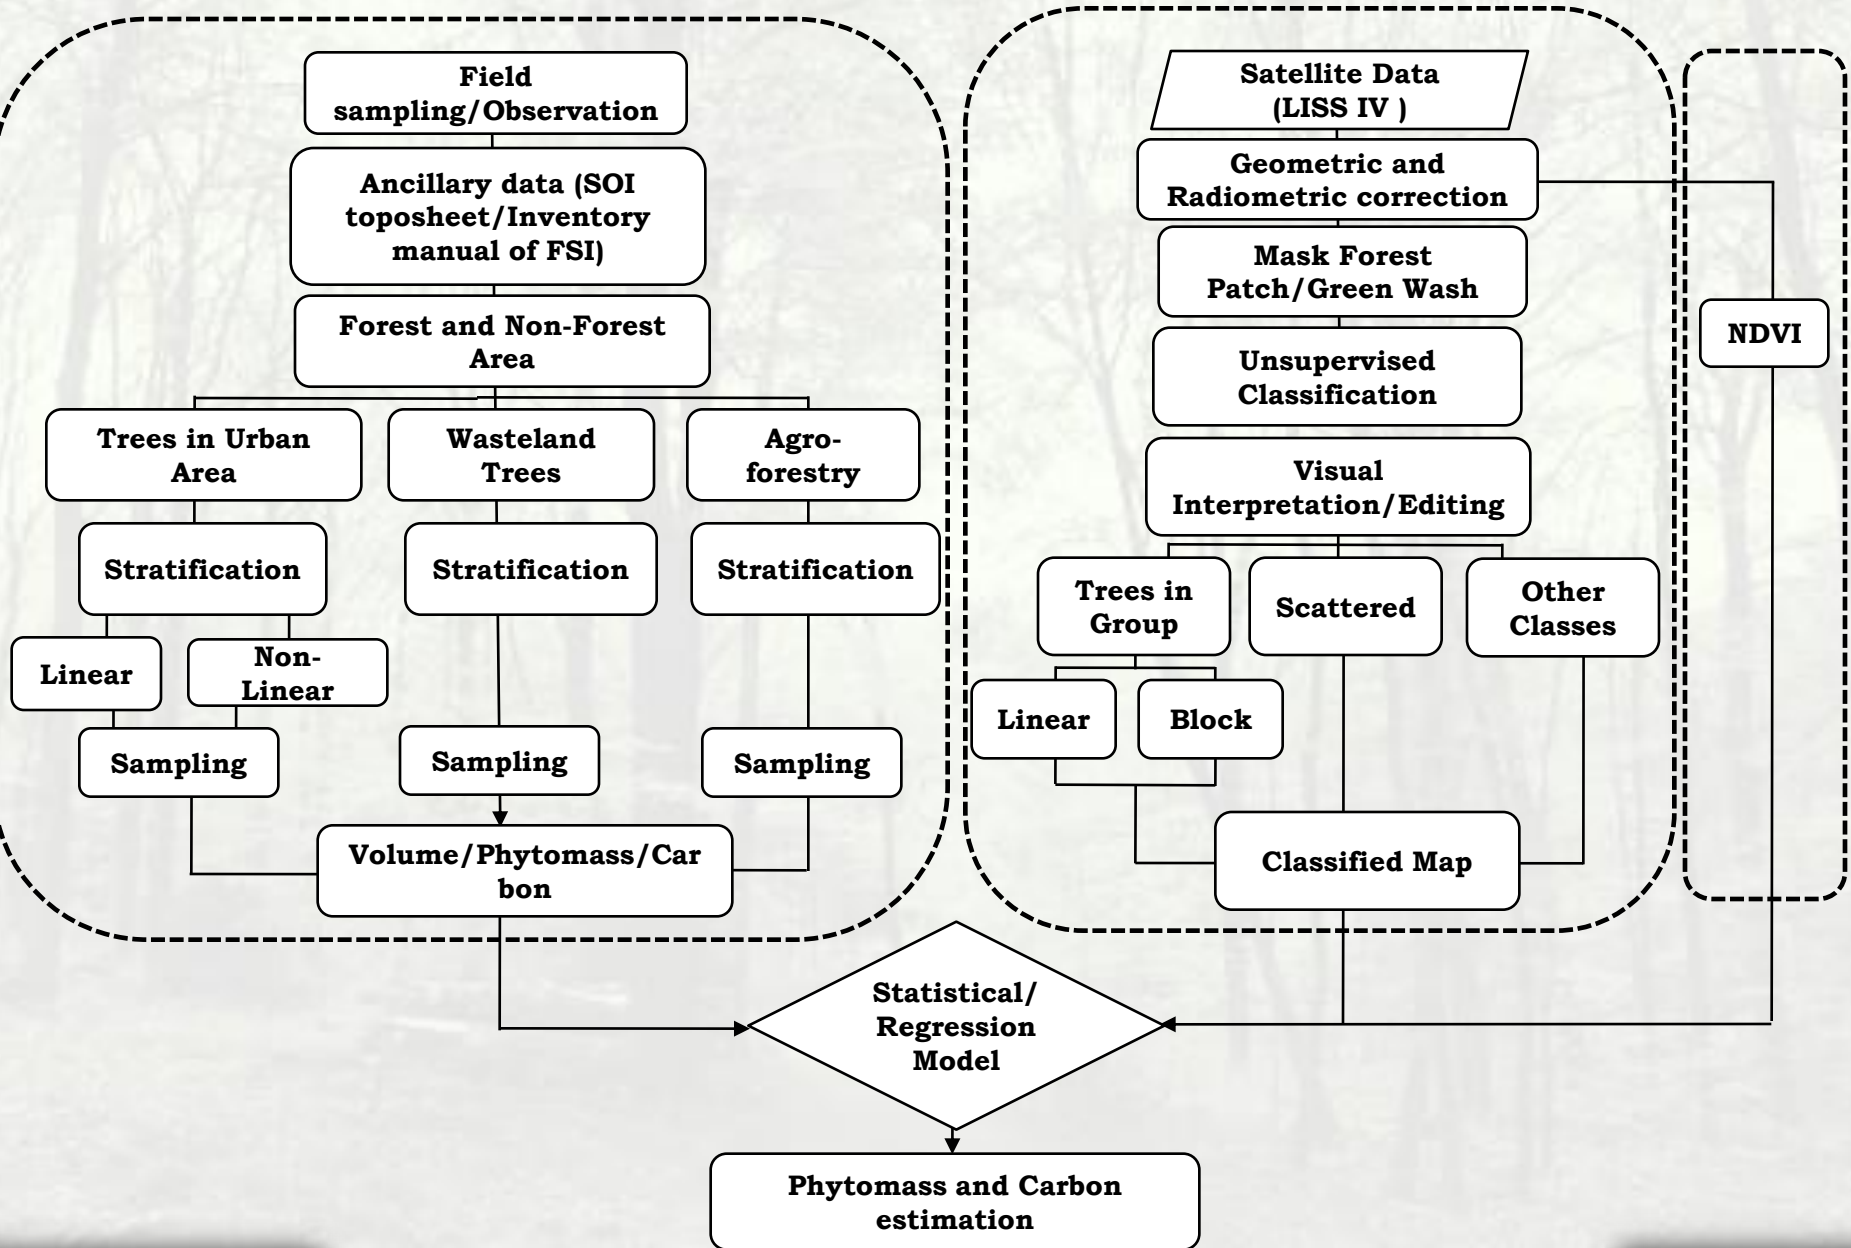 Field
sampling/Observation
Ancillary data (SOI
toposheet/Inventory
manual of FSI)
Forest and Non-Forest
Area
Trees in Urban
Area
Wasteland
Trees
Agro-
forestry
Stratification
Stratification
Stratification
Linear
Non-
Linear
Sampling
Sampling
Sampling
Volume/Phytomass/Car
bon
Satellite Data
(LISS IV )
Geometric and
Radiometric correction
Mask Forest
Patch/Green Wash
Unsupervised
Classification
Visual
Interpretation/Editing
Trees in
Group
Scattered
Other
Classes
Linear
Block
Classified Map
NDVI
Statistical/
Regression
Model
Phytomass and Carbon
estimation